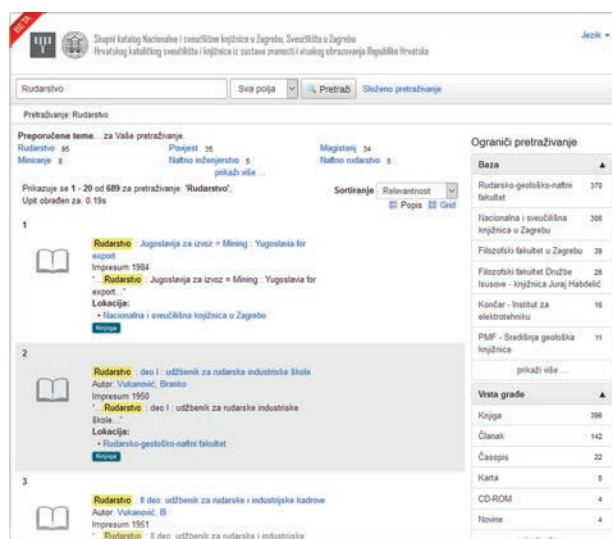 BETA
Skupni katalog Nacionalne i sveučilišne knjižnice u Zagrebu, Sveučilišta u Zagrebu
Hrvatskog katoličkog sveučilišta i knjižnica iz sustava znanosti i visokog obrazovanja Republike Hrvatske
Jezik
Rudarstvo Sva polja Pretraži Složeno pretraživanje
Pretraživanje: Rudarstvo
Preporučene teme... za Vaše pretraživanje.
Rudarstvo 95 Povijest 35 Magisterij 34
Miniranje 8 Naftno inženjerstvo 5 Naftno rudarstvo 5
prikaži više ...
Prikazuje se 1 - 20 od 689 za pretraživanje: 'Rudarstvo',
Upit obrađen za: 0.19s
Sortiranje Relevantnost
Popis Grid
1
Rudarstvo : Jugoslavija za izvoz = Mining : Yugoslavia for
export
Impresum 1984
"...Rudarstvo : Jugoslavija za izvoz = Mining : Yugoslavia for
export..."
Lokacija:
• Nacionalna i sveučilišna knjižnica u Zagrebu
Knjiga
2
Rudarstvo : deo I : udžbenik za rudarske industriske škole
Autor: Vukanović, Branko
Impresum 1950
"...Rudarstvo : deo I : udžbenik za rudarske industriske
škole..."
Lokacija:
• Rudarsko-geološko-naftni fakultet
Knjiga
3
Rudarstvo : II deo: udžbenik za rudarske i industrijske kadrove
Autor: Vukanović, B.
Impresum 1951
"...Rudarstvo : II deo: udžbenik za rudarske i industrijske
Ograniči pretraživanje
Baza
Rudarsko-geološko-naftni 370
fakultet
Nacionalna i sveučilišna 306
knjižnica u Zagrebu
Filozofski fakultet u Zagrebu 39
Filozofski fakultet Družbe 26
Isusove - knjižnica Juraj Habdelić
Končar - Institut za 16
elektrotehniku
PMF - Središnja geološka 11
knjižnica
prikaži više ...
Vrsta građe
Knjiga 396
Članak 142
Časopis 22
Karta 5
CD-ROM 4
Novine 4